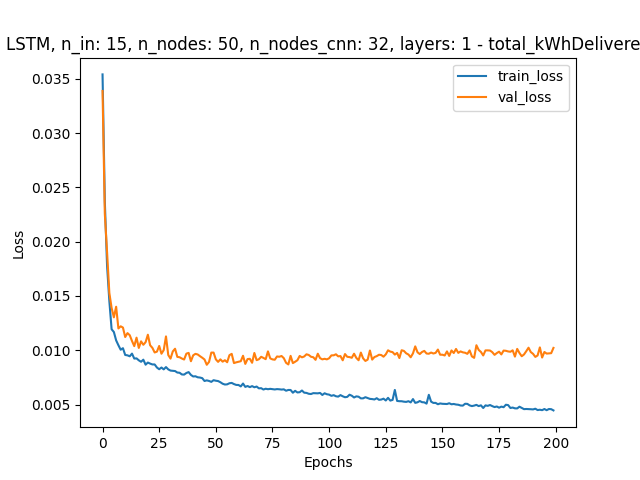 LSTM, n_in: 15, n_nodes: 50, n_nodes_cnn: 32, layers: 1 - total_kWhDelivere
train_loss
val_loss
0.035
0.030
0.025
0.020
0.015
0.010
0.005
Loss
0 25 50 75 100 125 150 175 200
Epochs